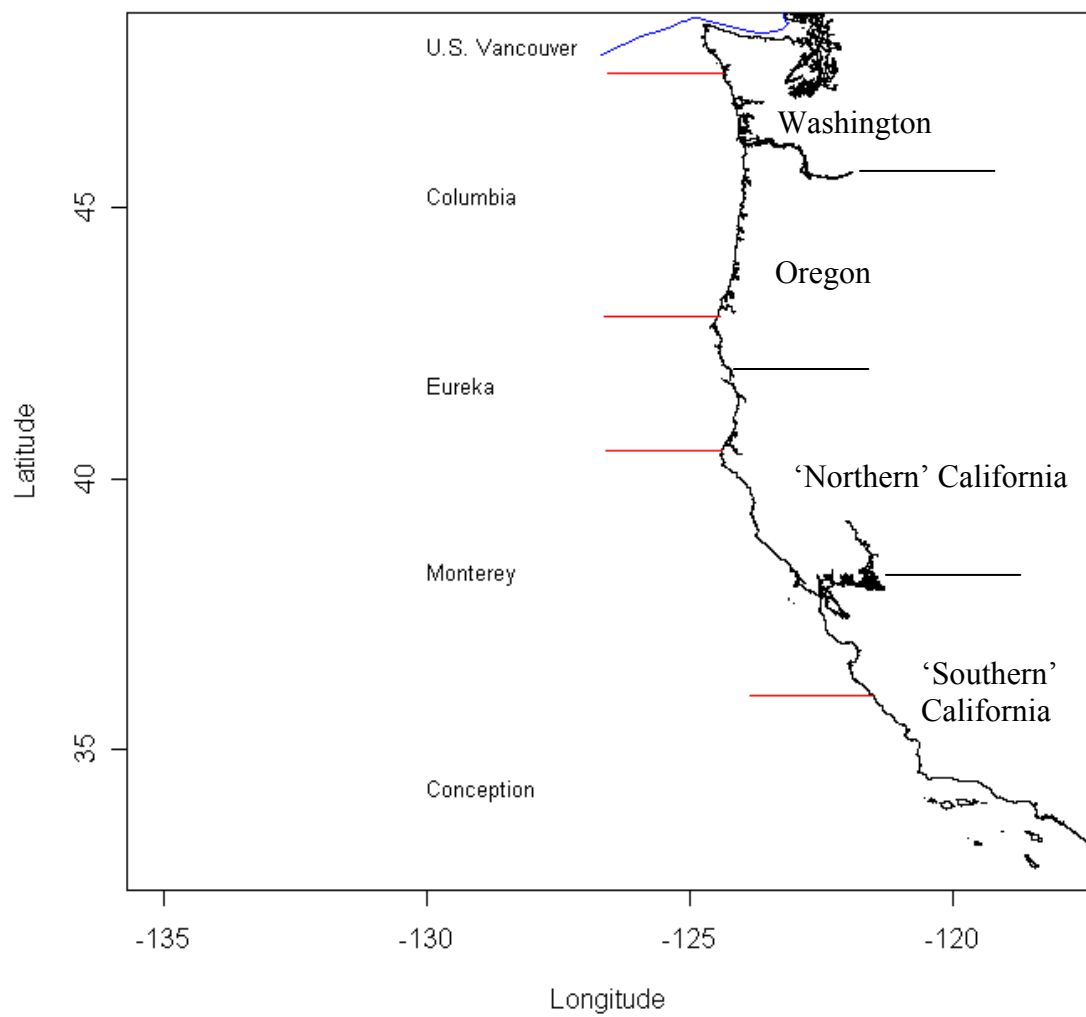 U.S. Vancouver
Washington
Columbia
Oregon
Eureka
‘Northern’ California
Monterey
‘Southern’
California
Conception
45
40
35
Latitude
-135
-130
-125
-120
Longitude